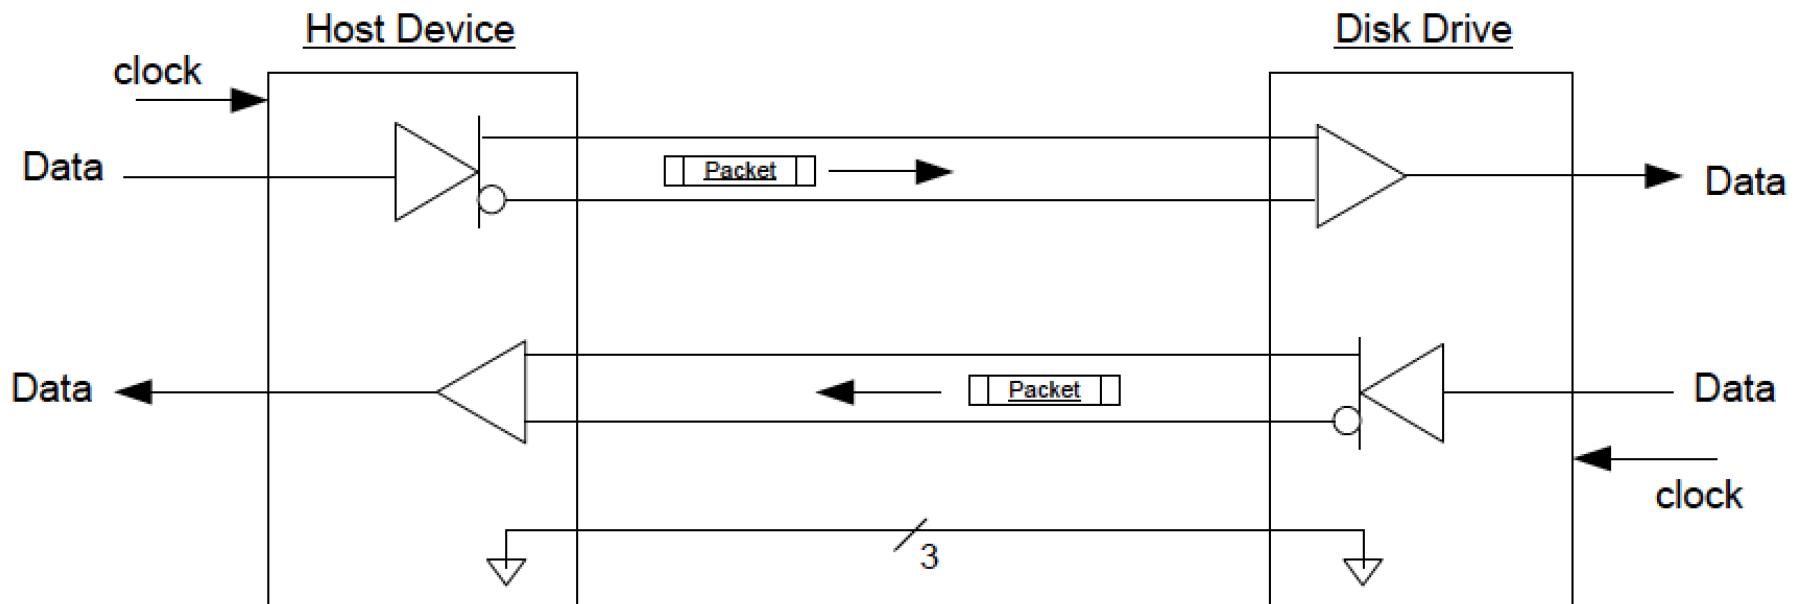 Host Device
Disk Drive
clock
Data
Packet
Data
Data
Packet
Data
clock
3